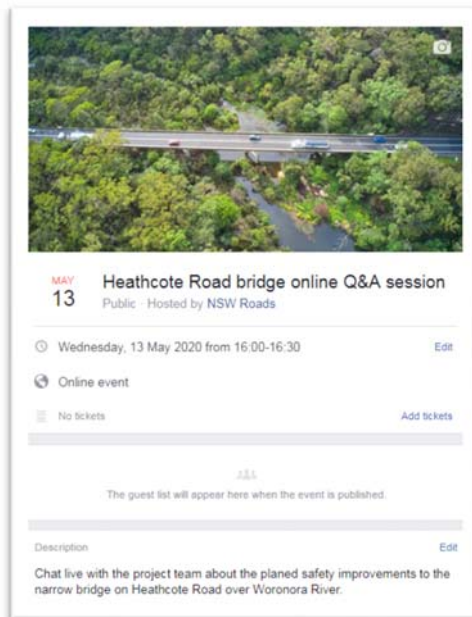 MAY
13
Heathcote Road bridge online Q&A session
Public · Hosted by NSW Roads
Wednesday, 13 May 2020 from 16:00-16:30
Edit
Online event
No tickets
Add tickets
The guest list will appear here when the event is published.
Description
Edit
Chat live with the project team about the planed safety improvements to the
narrow bridge on Heathcote Road over Woronora River.